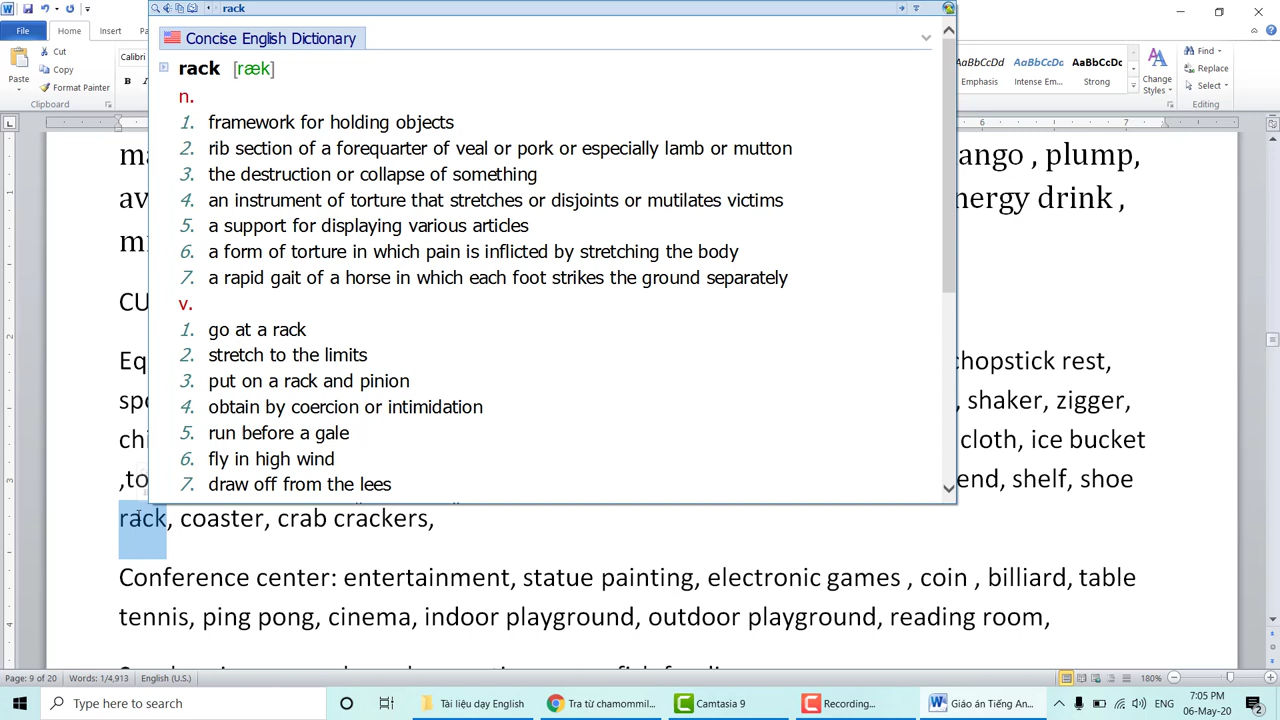 rack
File Home Insert
Cut
Copy
Format Painter
Paste
Clipboard
Calibri
B I
AaBbCcDd AaBbCcDd AaBbCcDd
Emphasis Intense Em... Strong
Change Styles
Find
Replace
Select
Editing
Concise English Dictionary
rack [ræk]
n.
1. framework for holding objects
2. rib section of a forequarter of veal or pork or especially lamb or mutton
3. the destruction or collapse of something
4. an instrument of torture that stretches or disjoints or mutilates victims
5. a support for displaying various articles
6. a form of torture in which pain is inflicted by stretching the body
7. a rapid gait of a horse in which each foot strikes the ground separately
v.
1. go at a rack
2. stretch to the limits
3. put on a rack and pinion
4. obtain by coercion or intimidation
5. run before a gale
6. fly in high wind
7. draw off from the lees
ango , plump,
nergy drink ,
CU
Eq chopstick rest,
, shaker, zigger,
cloth, ice bucket
end, shelf, shoe
rack, coaster, crab crackers,
Conference center: entertainment, statue painting, electronic games , coin , billiard, table
tennis, ping pong, cinema, indoor playground, outdoor playground, reading room,
Page: 9 of 20 Words: 1/4,913 English (U.S.) 180%
Type here to search
Tài liệu dạy English
Tra từ chamommil...
Camtasia 9
Recording...
Giáo án Tiếng An...
ENG
7:05 PM
06-May-20
2